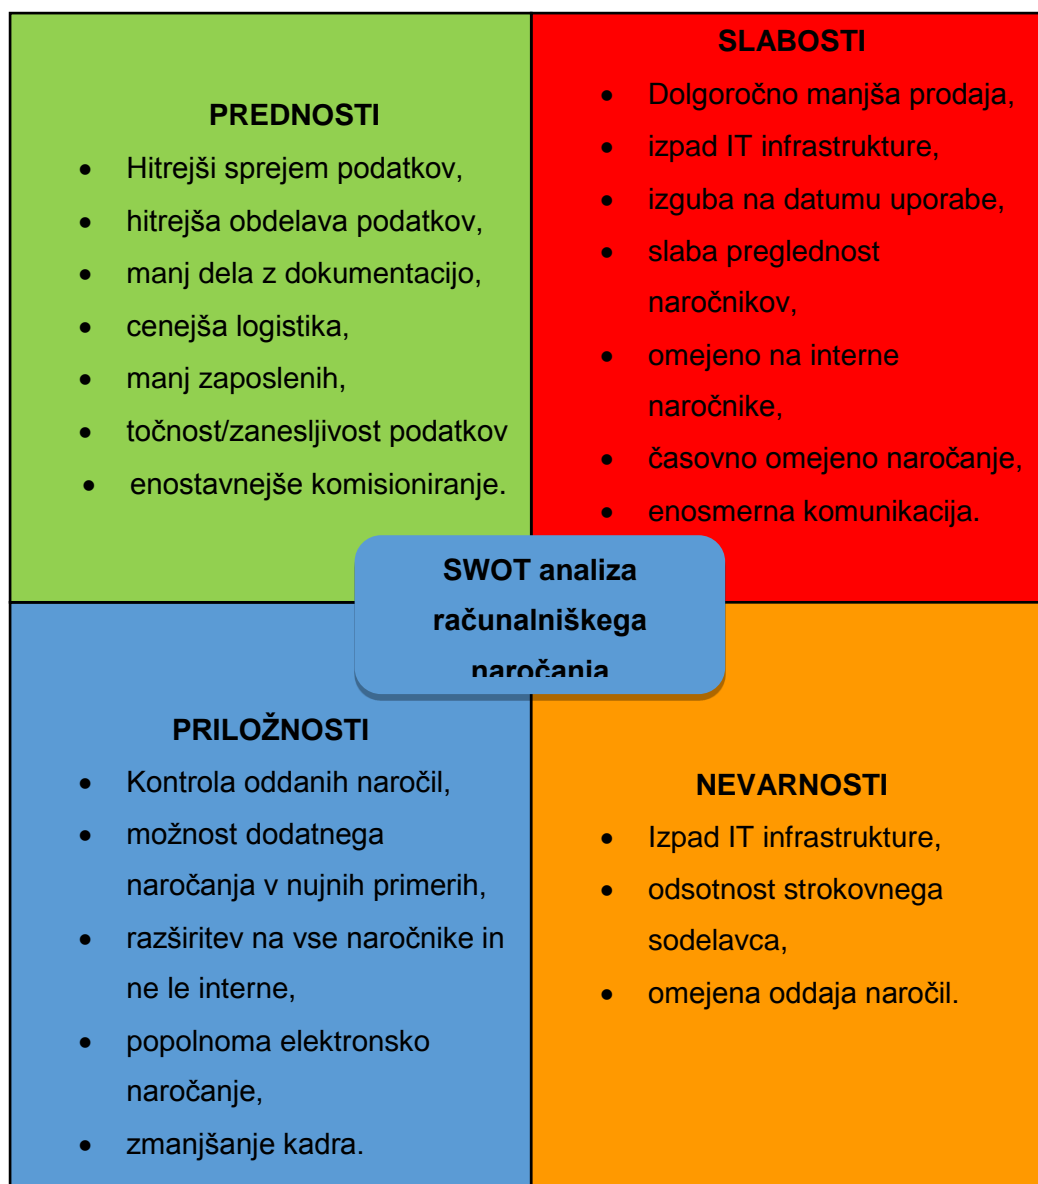 PREDNOSTI
• Hitrejši sprejem podatkov,
• hitrejša obdelava podatkov,
• manj dela z dokumentacijo,
• cenejša logistika,
• manj zaposlenih,
• točnost/zanesljivost podatkov
• enostavnejše komisioniranje.
SLABOSTI
• Dolgoročno manjša prodaja,
• izpad IT infrastrukture,
• izguba na datumu uporabe,
• slaba preglednost
naročnikov,
• omejeno na interne
naročnike,
• časovno omejeno naročanje,
• enosmerna komunikacija.
SWOT analiza
računalniškega
naročanja
PRILOŽNOSTI
• Kontrola oddanih naročil,
• možnost dodatnega
naročanja v nujnih primerih,
• razširitev na vse naročnike in
ne le interne,
• popolnoma elektronsko
naročanje,
• zmanjšanje kadra.
NEVARNOSTI
• Izpad IT infrastrukture,
• odsotnost strokovnega
sodelavca,
• omejena oddaja naročil.